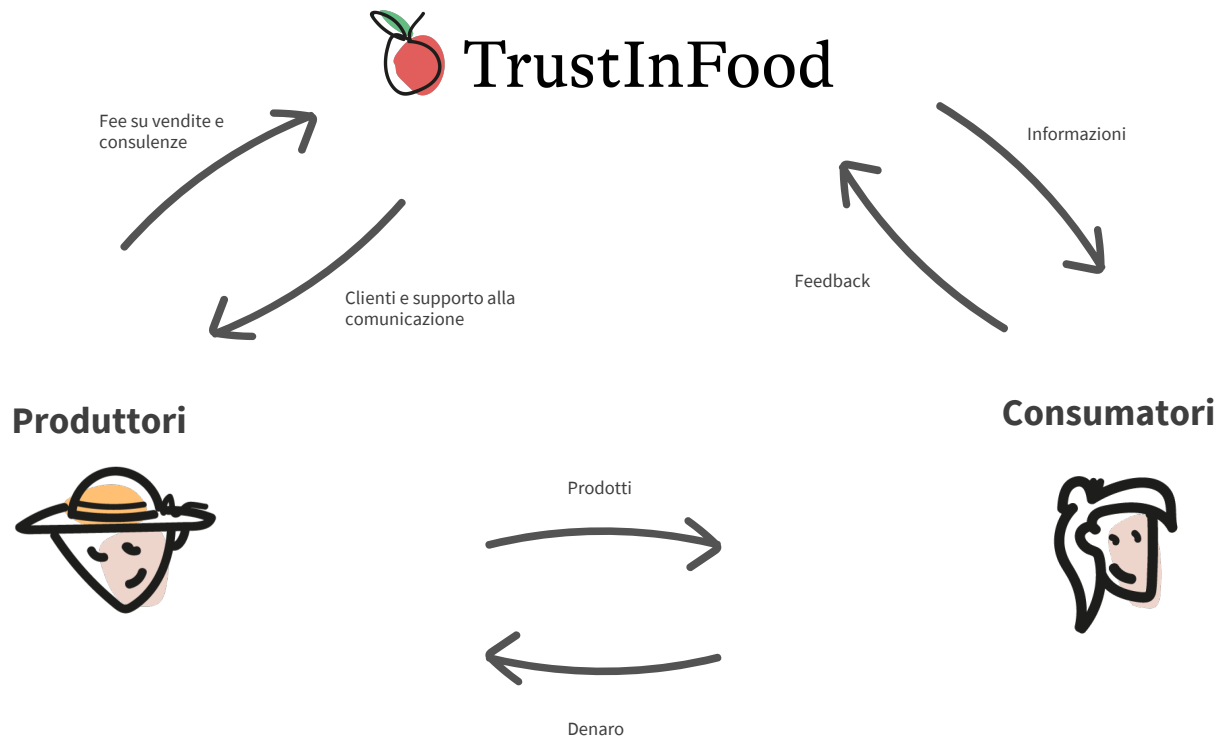 TrustInFood
Fee su vendite e
consulenze
Informazioni
Feedback
Clienti e supporto alla
comunicazione
Produttori
Consumatori
Prodotti
Denaro